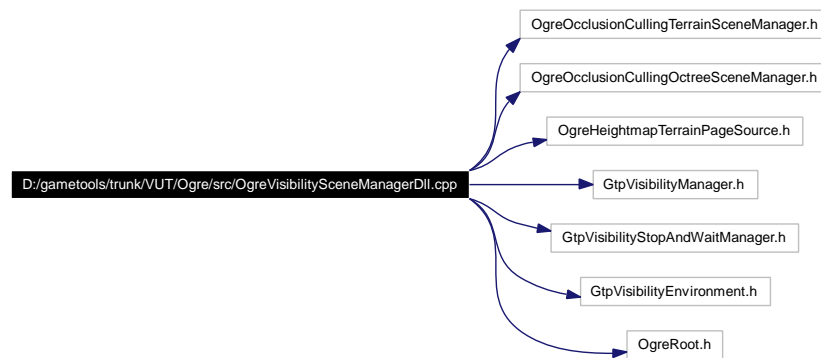 OgreOcclusionCullingTerrainSceneManager.h
OgreOcclusionCullingOctreeSceneManager.h
OgreHeightmapTerrainPageSource.h
D:/gametools/trunk/VUT/Ogre/src/OgreVisibilitySceneManagerDll.cpp
GtpVisibilityManager.h
GtpVisibilityStopAndWaitManager.h
GtpVisibilityEnvironment.h
OgreRoot.h